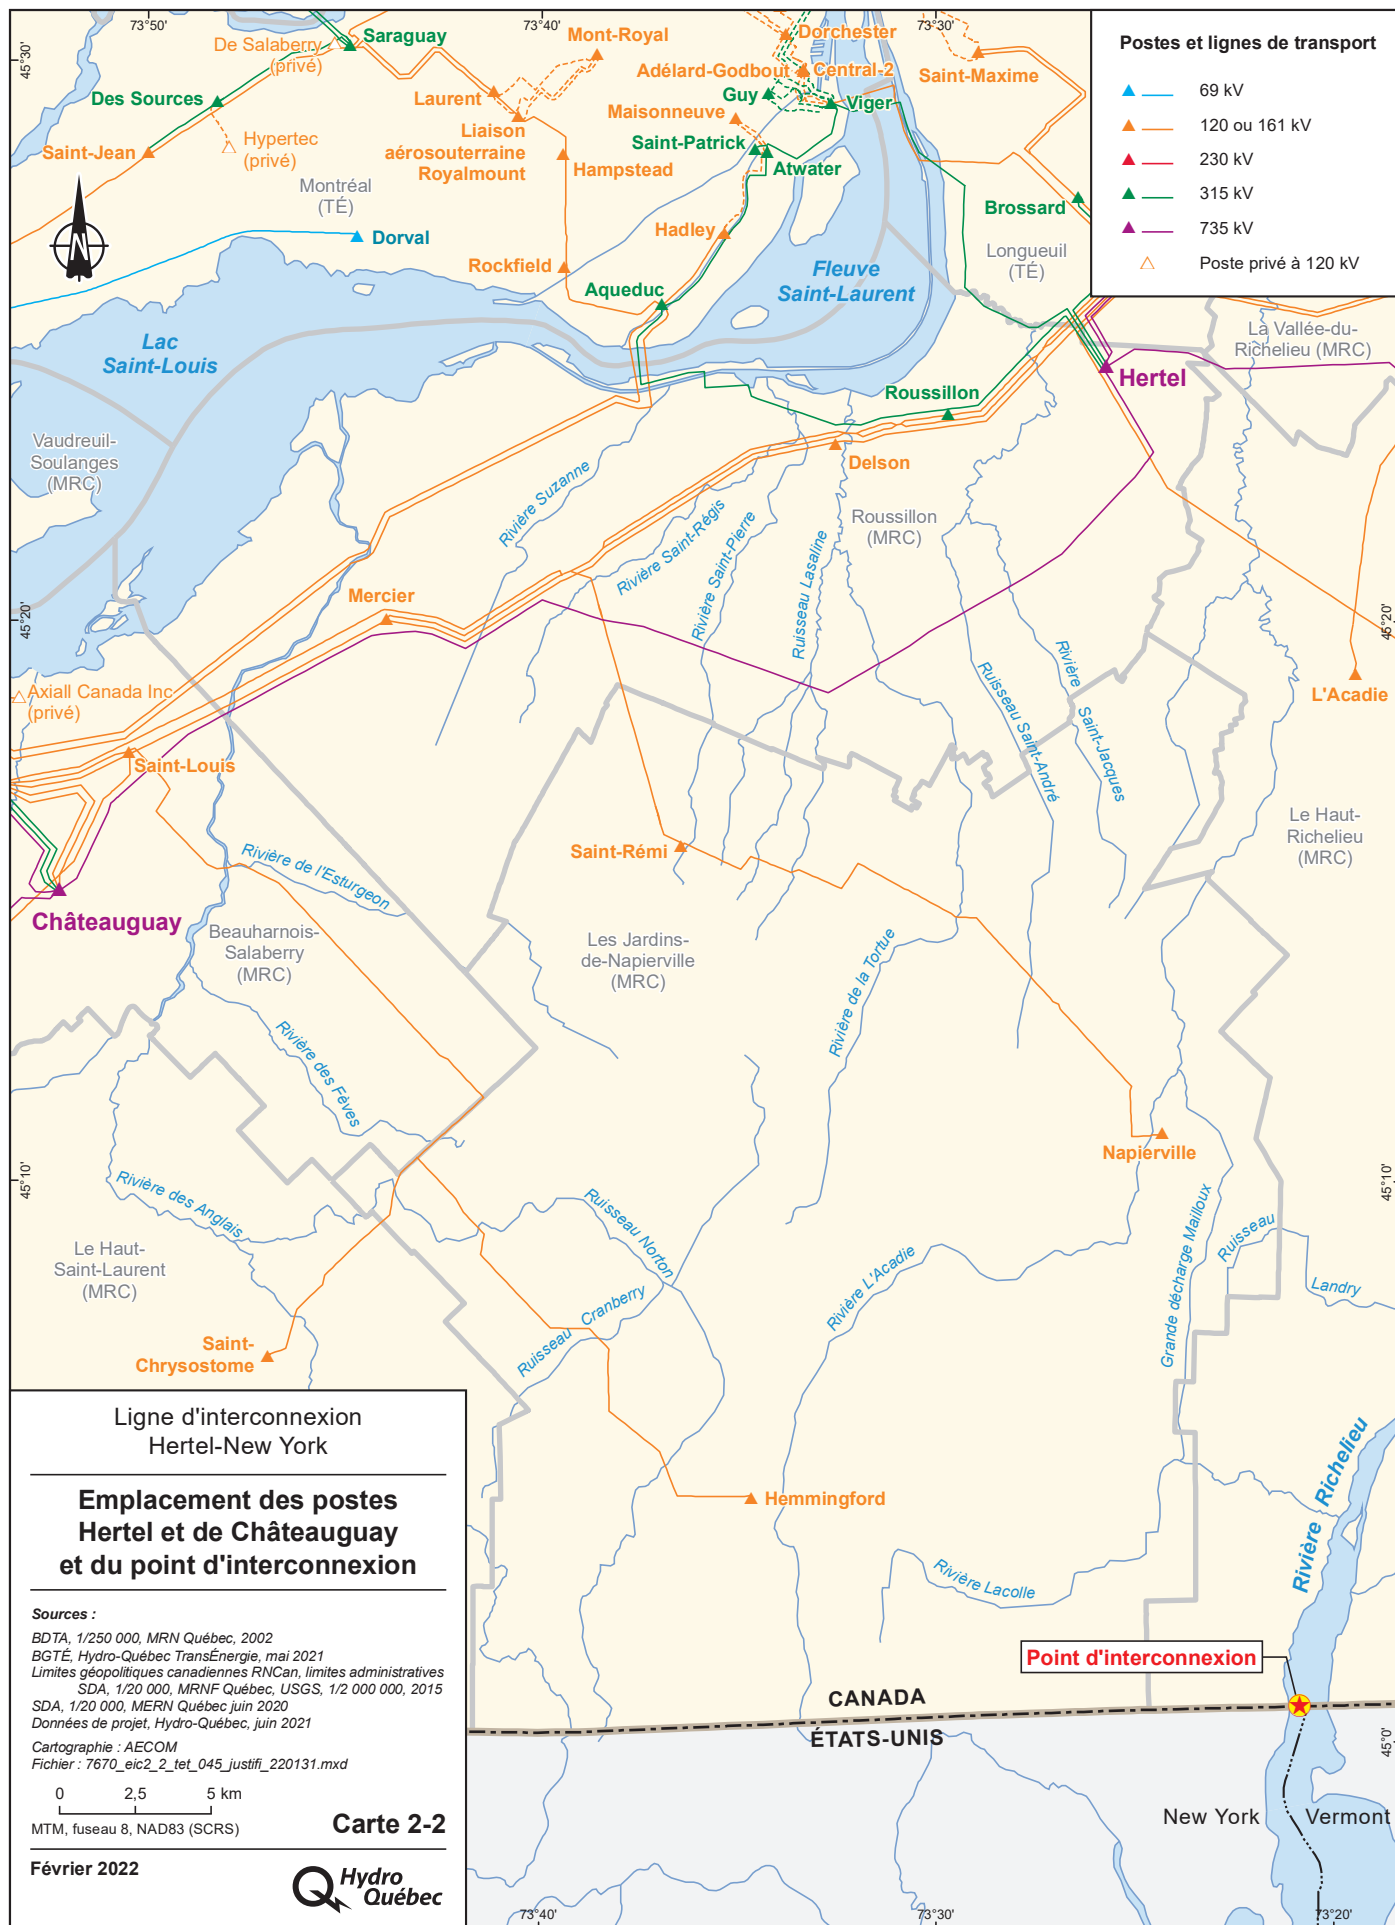 73°50'
73°40'
73°30'
45°30'
De Salaberry
(privé)
Saraguay
Mont-Royal
Dorchester
Adélard-Godbout
Central-2
Saint-Maxime
Des Sources
Laurent
Guy
Viger
Maisonneuve
Saint-Jean
Hypertec
(privé)
Liaison
aérosouterraine
Royalmount
Saint-Patrick
Hampstead
Atwater
Montréal
(TÉ)
Brossard
N
Dorval
Hadley
Longueuil
(TÉ)
Rockfield
Aqueduc
Fleuve
Saint-Laurent
Postes et lignes de transport
69 kV
120 ou 161 kV
230 kV
315 kV
735 kV
Poste privé à 120 kV
Lac
Saint-Louis
La Vallée-du-
Richelieu (MRC)
Hertel
Roussillon
Vaudreuil-
Soulanges
(MRC)
Delson
Rivière Suzanne
Rivière Saint-Régis
Rivière Saint-Pierre
Ruisseau Lasaline
Roussillon
(MRC)
45°20'
45°20'
Mercier
Rivière
Saint-Jacques
Ruisseau Saint-André
L'Acadie
Axiall Canada Inc
(privé)
Saint-Louis
Saint-Rémi
Le Haut-
Richelieu
(MRC)
Rivière de l'Esturgeon
Châteauguay
Beauharnois-
Salaberry
(MRC)
Les Jardins-
de-Napierville
(MRC)
Rivière de la Tortue
Rivière des Fèves
Napierville
45°10'
45°10'
Rivière des Anglais
Ruisseau Norton
Grande décharge Mailloux
Ruisseau
Landry
Le Haut-
Saint-Laurent
(MRC)
Rivière L'Acadie
Ruisseau
Cranberry
Saint-
Chrysostome
Hemmingford
Rivière Richelieu
Rivière Lacolle
Point d'interconnexion
CANADA
ÉTATS-UNIS
45°0'
New York
Vermont
73°40'
73°30'
73°20'
Ligne d'interconnexion
Hertel-New York
Emplacement des postes
Hertel et de Châteauguay
et du point d'interconnexion
Sources :
BDTA, 1/250 000, MRN Québec, 2002
BGTÉ, Hydro-Québec TransÉnergie, mai 2021
Limites géopolitiques canadiennes RNCan, limites administratives
SDA, 1/20 000, MRNF Québec, USGS, 1/2 000 000, 2015
SDA, 1/20 000, MERN Québec juin 2020
Données de projet, Hydro-Québec, juin 2021
Cartographie : AECOM
Fichier : 7670_eic2_2_tet_045_justifi_220131.mxd
0 2,5 5 km
MTM, fuseau 8, NAD83 (SCRS)
Carte 2-2
Février 2022
Hydro
Québec